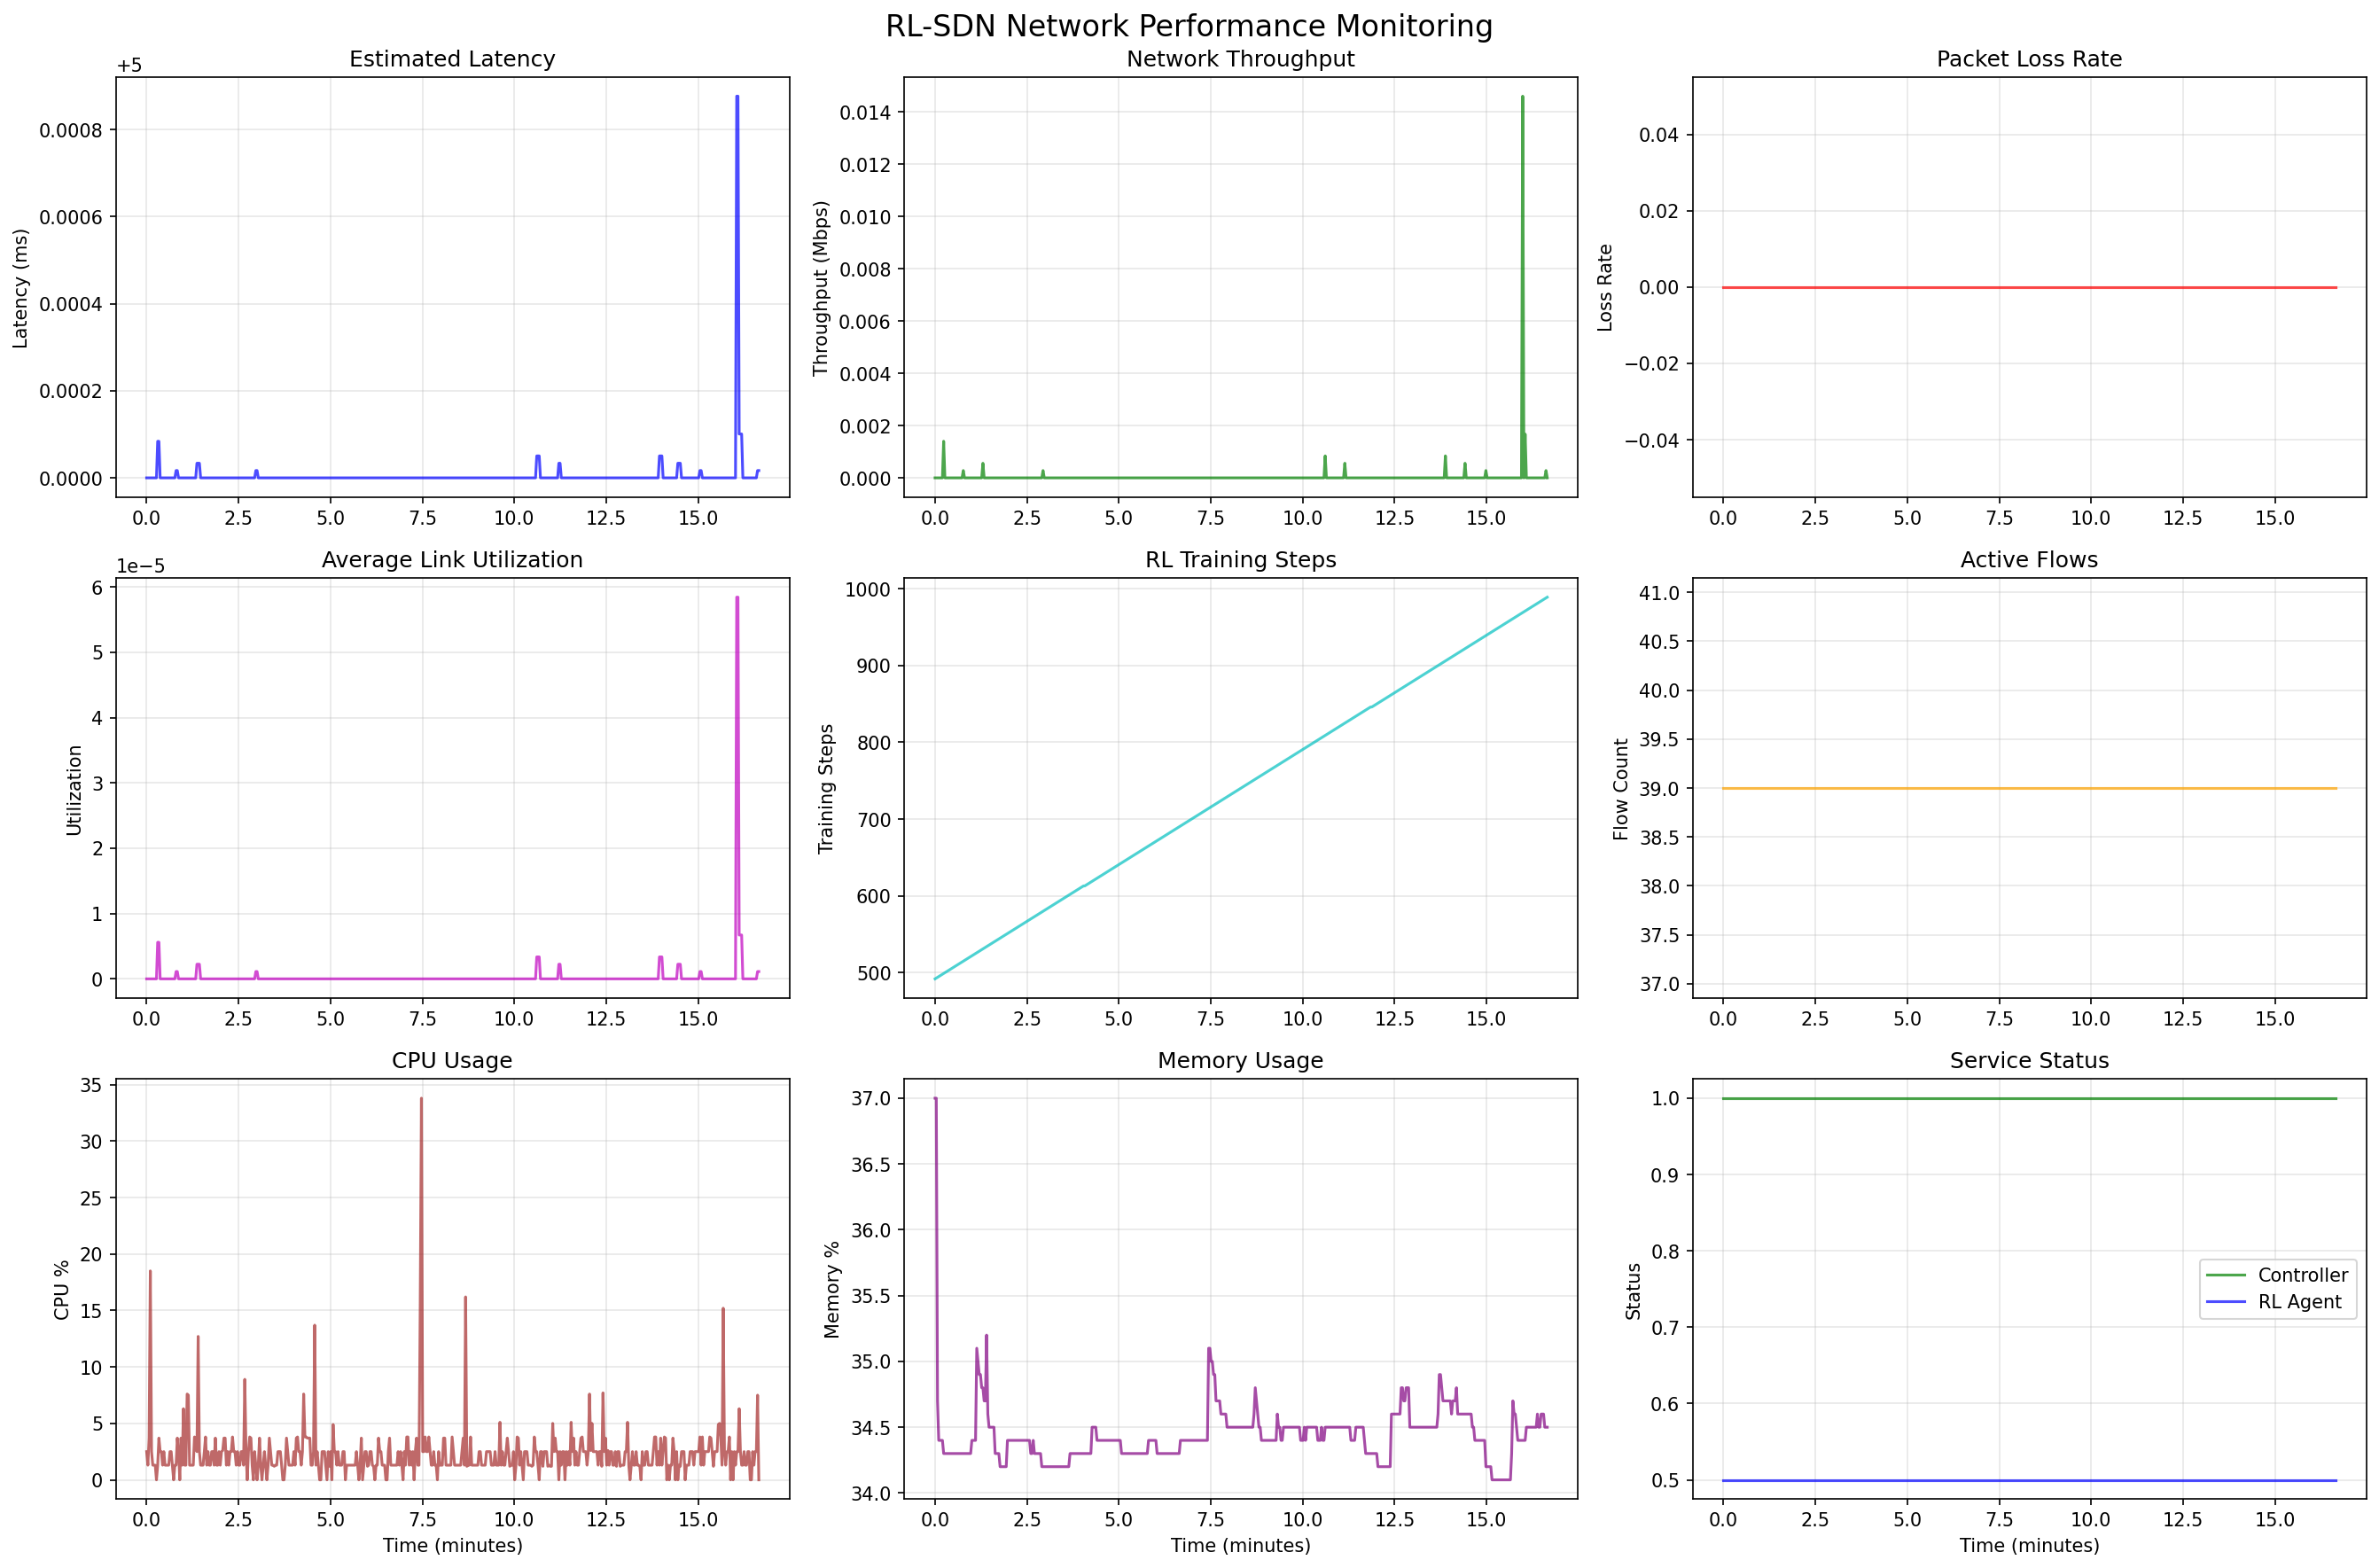 RL-SDN Network Performance Monitoring
Estimated Latency
+5
Latency (ms)
0.0008
0.0006
0.0004
0.0002
0.0000
0.0 2.5 5.0 7.5 10.0 12.5 15.0
Network Throughput
Throughput (Mbps)
0.014
0.012
0.010
0.008
0.006
0.004
0.002
0.000
0.0 2.5 5.0 7.5 10.0 12.5 15.0
Packet Loss Rate
Loss Rate
0.04
0.02
0.00
−0.02
−0.04
0.0 2.5 5.0 7.5 10.0 12.5 15.0
Average Link Utilization
1e−5
Utilization
6
5
4
3
2
1
0
0.0 2.5 5.0 7.5 10.0 12.5 15.0
RL Training Steps
Training Steps
1000
900
800
700
600
500
0.0 2.5 5.0 7.5 10.0 12.5 15.0
Active Flows
Flow Count
41.0
40.5
40.0
39.5
39.0
38.5
38.0
37.5
37.0
0.0 2.5 5.0 7.5 10.0 12.5 15.0
CPU Usage
CPU %
35
30
25
20
15
10
5
0
0.0 2.5 5.0 7.5 10.0 12.5 15.0
Time (minutes)
Memory Usage
Memory %
37.0
36.5
36.0
35.5
35.0
34.5
34.0
0.0 2.5 5.0 7.5 10.0 12.5 15.0
Time (minutes)
Service Status
Status
1.0
0.9
0.8
0.7
0.6
0.5
Controller
RL Agent
0.0 2.5 5.0 7.5 10.0 12.5 15.0
Time (minutes)